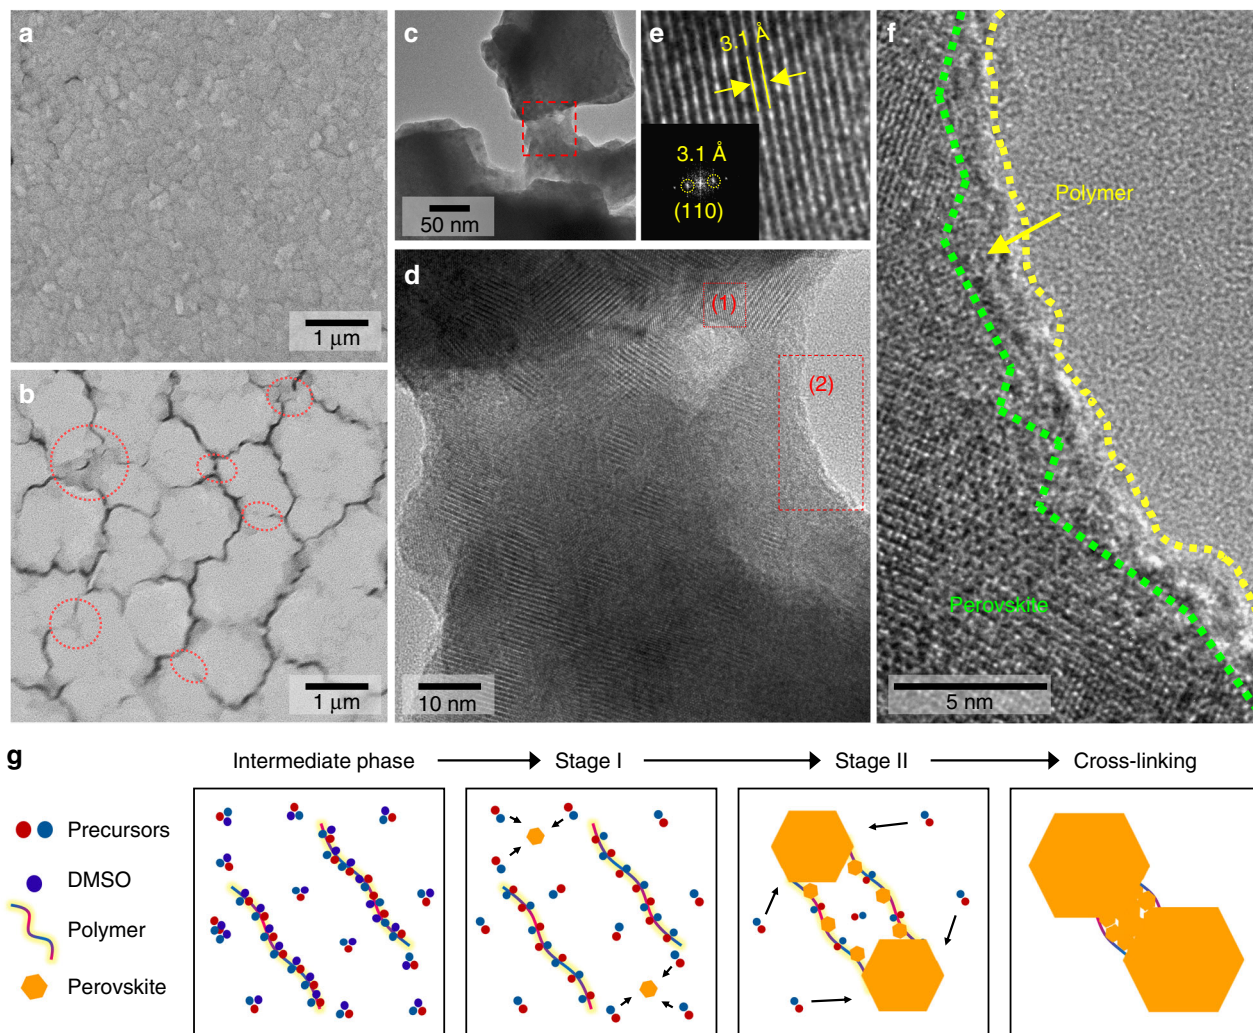 a
1 μm
b
1 μm
c
50 nm
d
(1)
(2)
10 nm
e
3.1 Å
3.1 Å
(110)
f
Polymer
Perovskite
5 nm
g
Intermediate phase
Stage I
Stage II
Cross-linking
Precursors
DMSO
Polymer
Perovskite